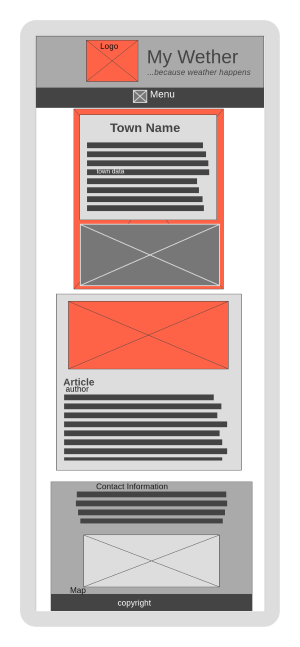 Logo
My Wether
...because weather happens
Menu
Town Name
town data
Article
author
Contact Information
Map
copyright